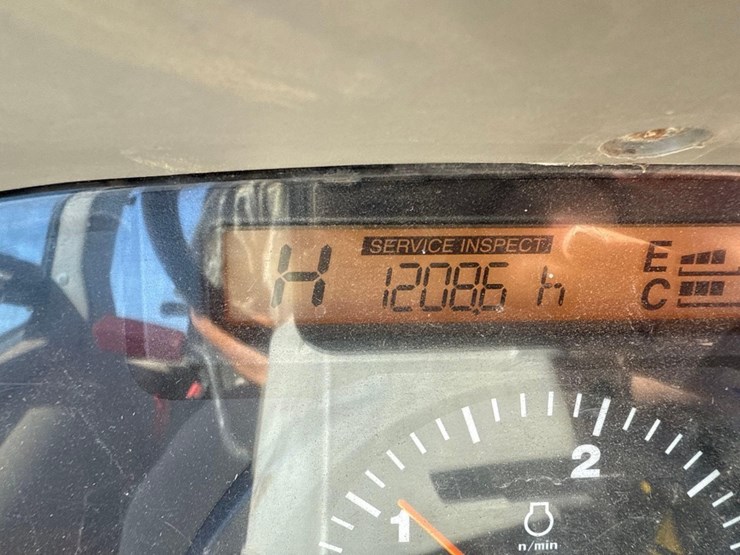 SERVICE INSPECT
H 1208.6 h
E
C
2
1
n/min